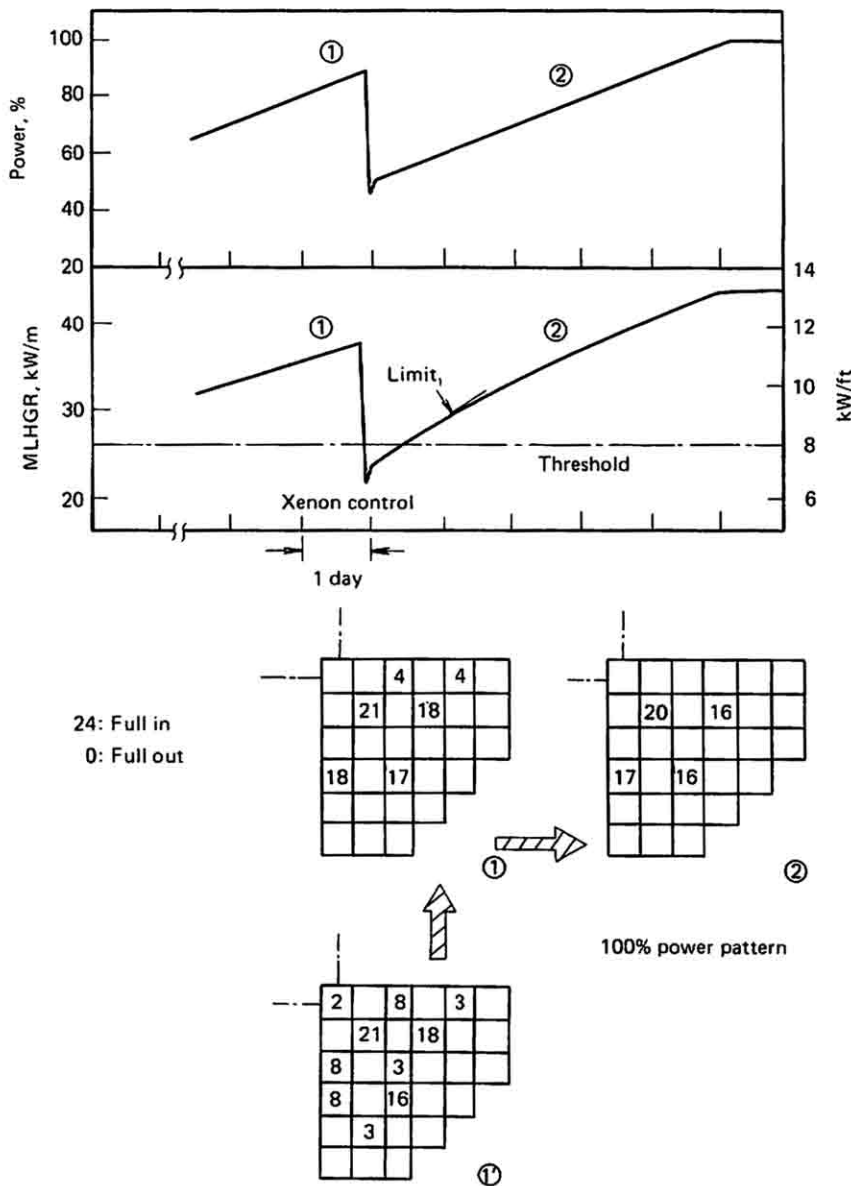 100
80
60
40
20
Power, %
①
②
40
30
20
MLHGR, kW/m
14
12
10
8
6
kW/ft
①
②
Limit,
Threshold
Xenon control
1 day
24: Full in
0: Full out
4 4
21 18
18 17
①
20 16
17 16
②
100% power pattern
2 8 3
21 18
8 3
8 16
3
①'